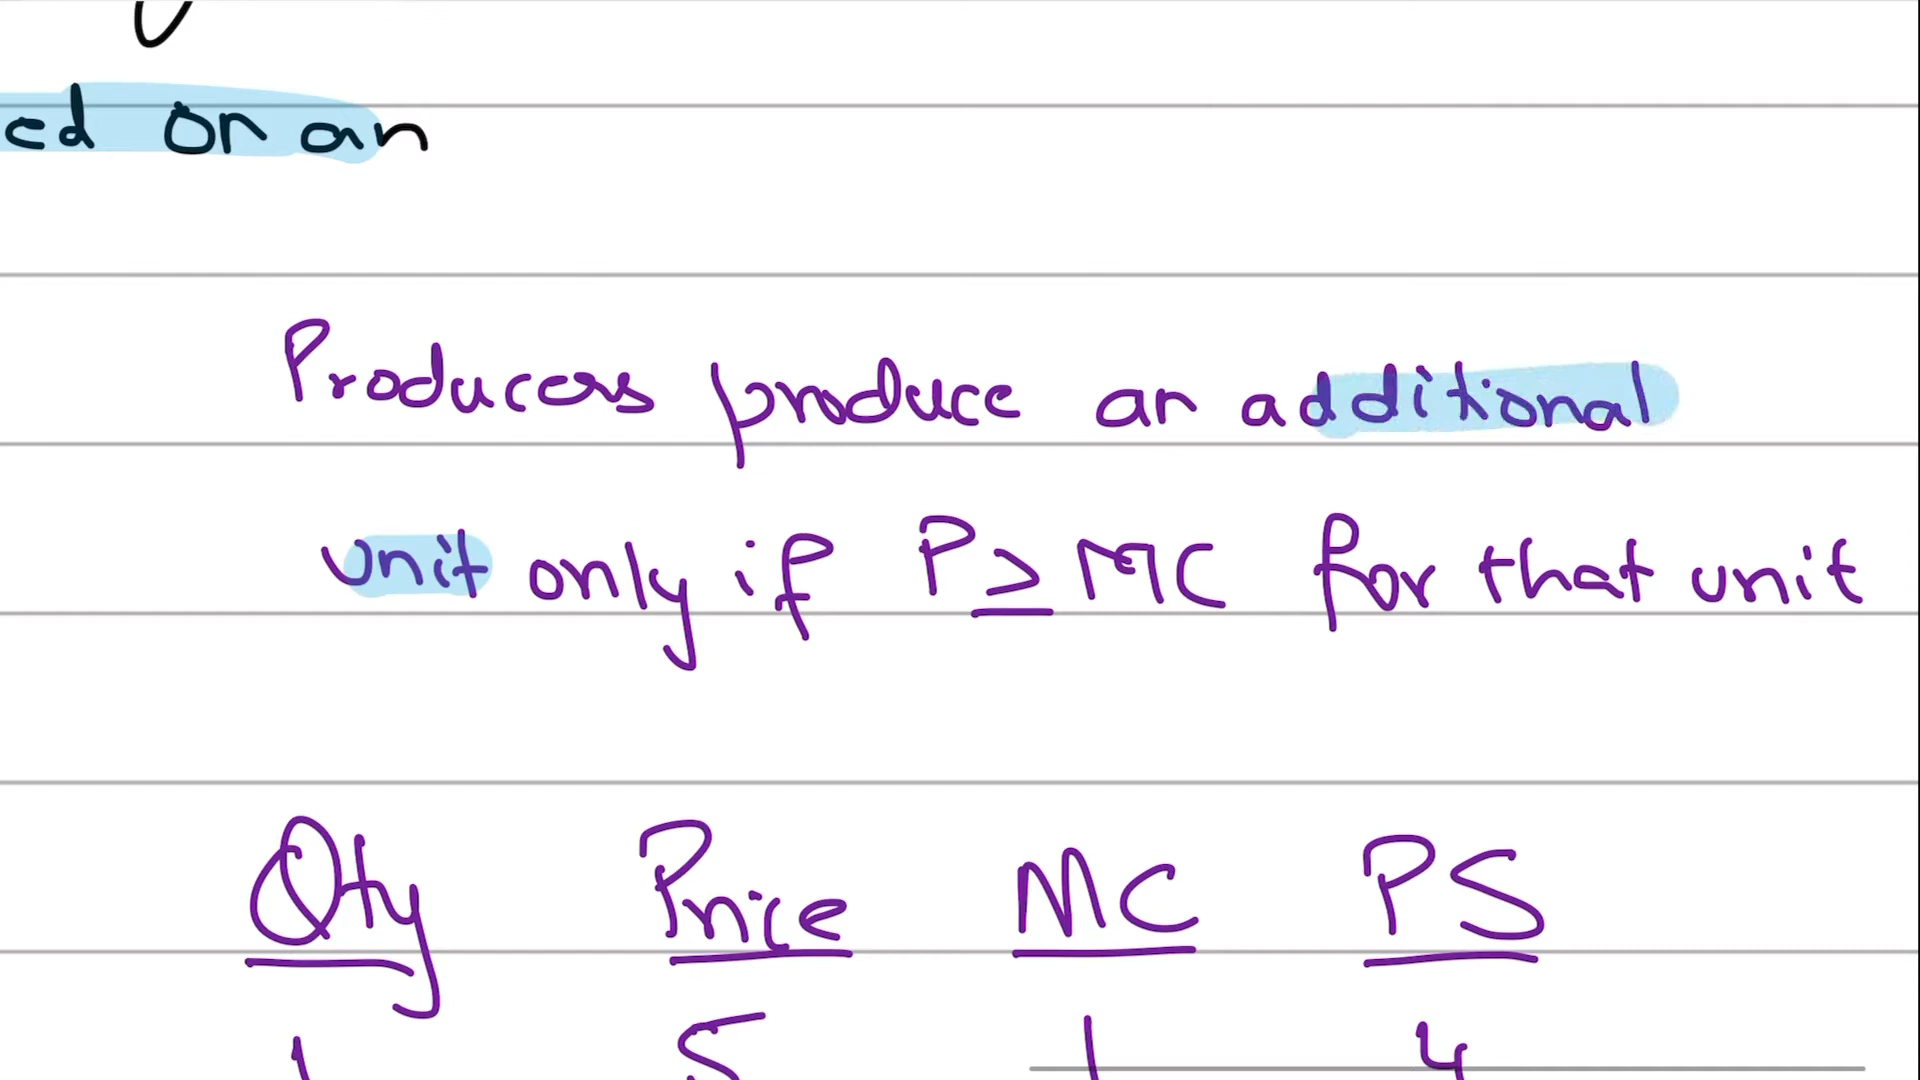 ed on an
Producers produce an additional
unit only if P ≥ MC for that unit
Qty Price MC PS
1 5 1 4